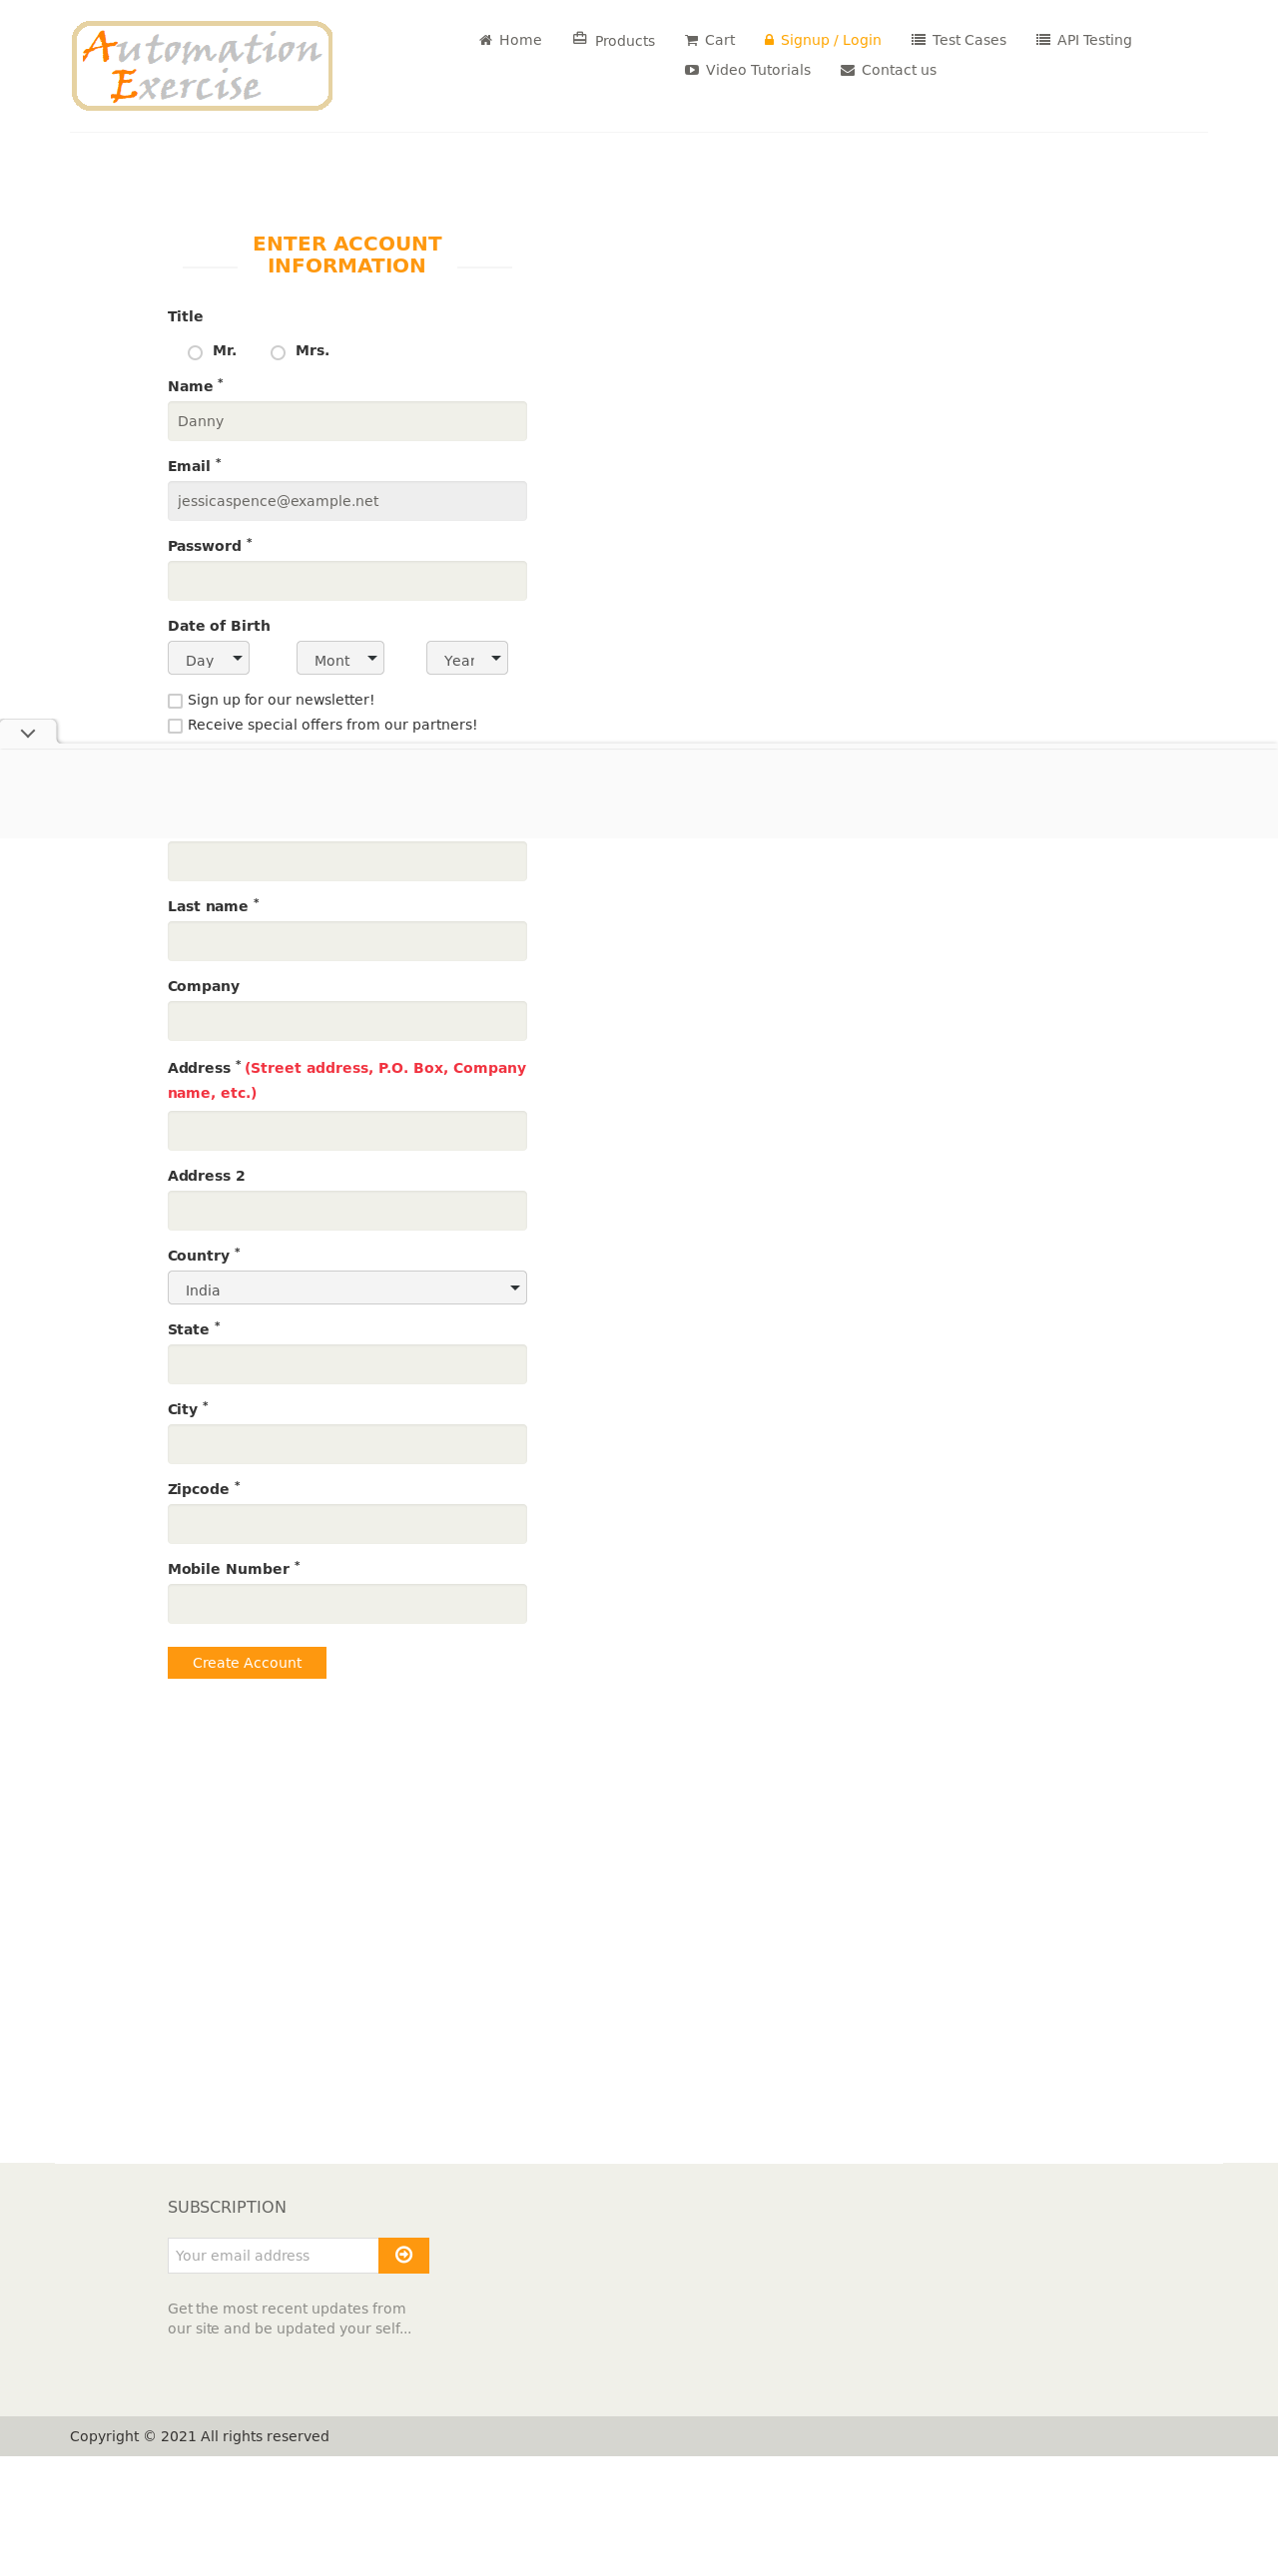 Automation
Exercise
Home
Products
Cart
Signup / Login
Test Cases
API Testing
Video Tutorials
Contact us
ENTER ACCOUNT
INFORMATION
Title
Mr.
Mrs.
Name *
Danny
Email *
jessicaspence@example.net
Password *
Date of Birth
Day
Mont
Year
Sign up for our newsletter!
Receive special offers from our partners!
Last name *
Company
Address * (Street address, P.O. Box, Company
name, etc.)
Address 2
Country *
India
State *
City *
Zipcode *
Mobile Number *
Create Account
SUBSCRIPTION
Your email address
Get the most recent updates from
our site and be updated your self...
Copyright © 2021 All rights reserved